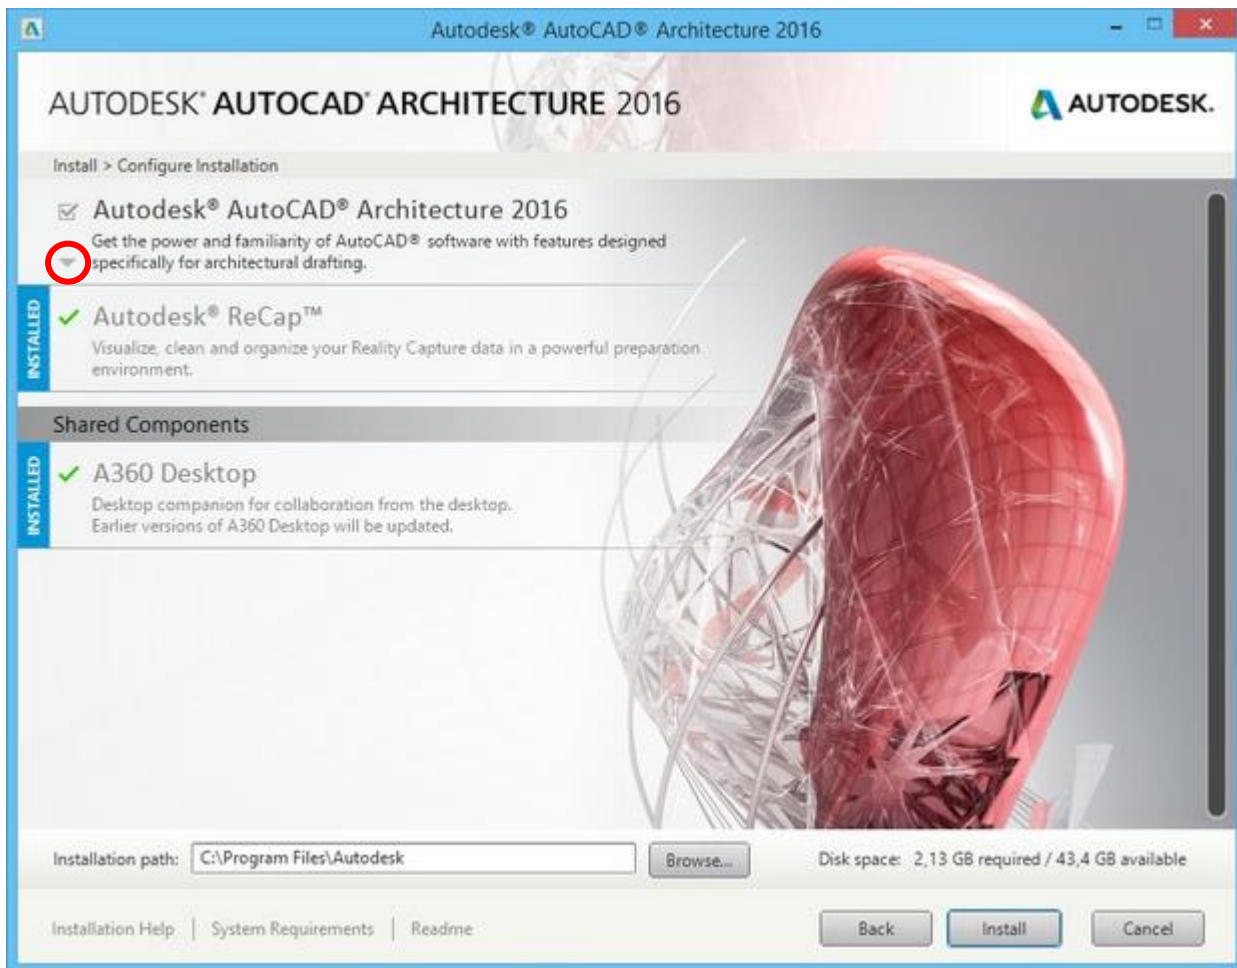 Autodesk® AutoCAD® Architecture 2016
AUTODESK® AUTOCAD® ARCHITECTURE 2016
AUTODESK.
Install > Configure Installation
Autodesk® AutoCAD® Architecture 2016
Get the power and familiarity of AutoCAD® software with features designed
specifically for architectural drafting.
INSTALLED
Autodesk® ReCap™
Visualize, clean and organize your Reality Capture data in a powerful preparation
environment.
Shared Components
INSTALLED
A360 Desktop
Desktop companion for collaboration from the desktop.
Earlier versions of A360 Desktop will be updated.
Installation path: C:\Program Files\Autodesk Browse... Disk space: 2,13 GB required / 43,4 GB available
Installation Help | System Requirements | Readme Back Install Cancel